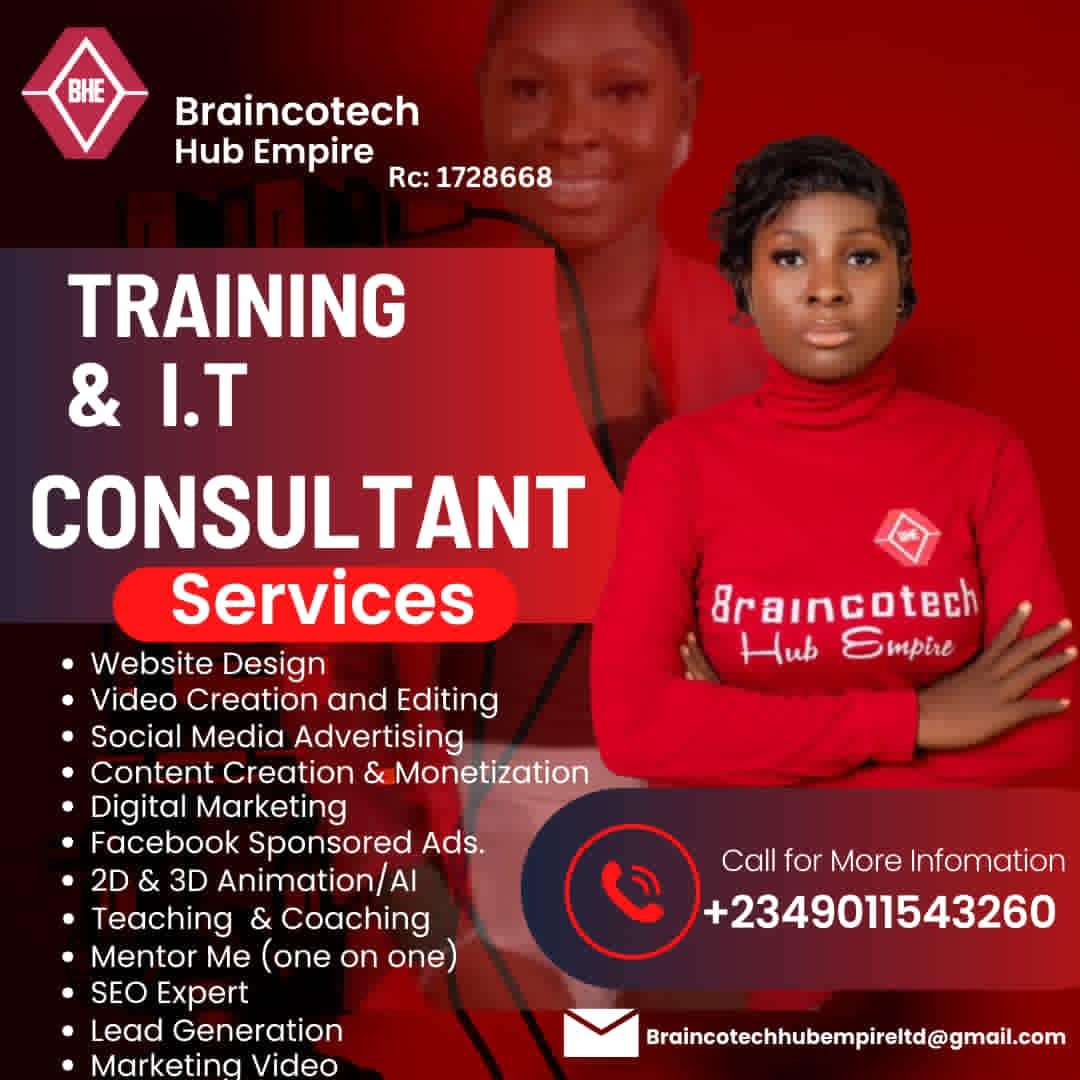 BHE
Braincotech
Hub Empire
Rc: 1728668
TRAINING
& I.T
CONSULTANT
Services
• Website Design
• Video Creation and Editing
• Social Media Advertising
• Content Creation & Monetization
• Digital Marketing
• Facebook Sponsored Ads.
• 2D & 3D Animation/AI
• Teaching & Coaching
• Mentor Me (one on one)
• SEO Expert
• Lead Generation
• Marketing Video
BHE
Braincotech
Hub Empire
Call for More Infomation
+2349011543260
Braincotechhubempireltd@gmail.com